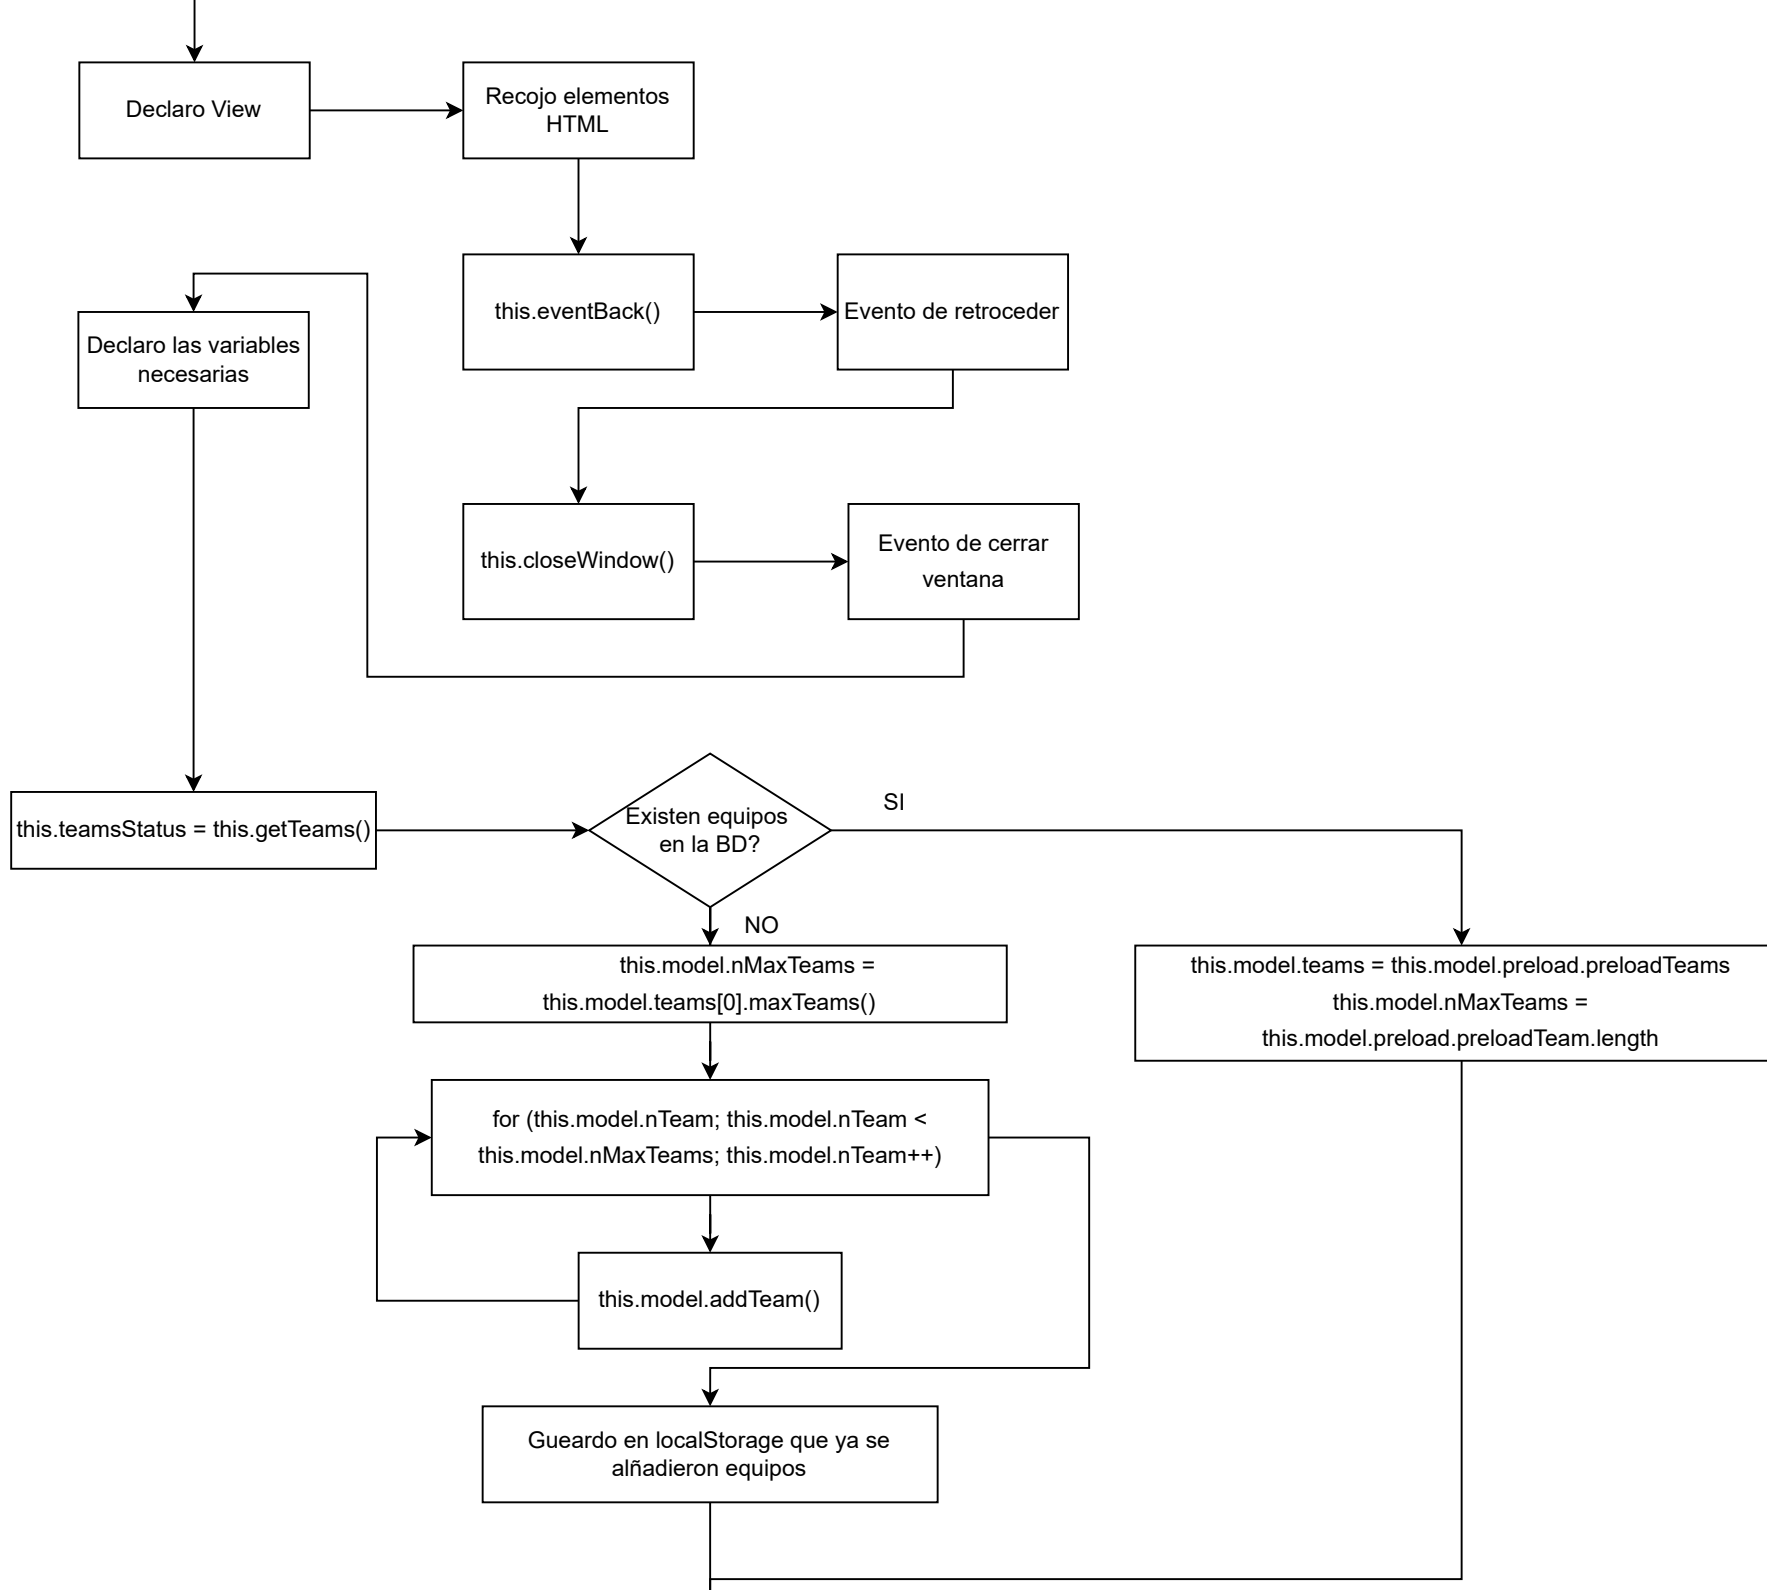 Declaro View
Recojo elementos
HTML
this.eventBack()
Evento de retroceder
Declaro las variables
necesarias
this.closeWindow()
Evento de cerrar
ventana
this.teamsStatus = this.getTeams()
Existen equipos
en la BD?
SI
NO
this.model.nMaxTeams =
this.model.teams[0].maxTeams()
this.model.teams = this.model.preload.preloadTeams
this.model.nMaxTeams =
this.model.preload.preloadTeam.length
for (this.model.nTeam; this.model.nTeam <
this.model.nMaxTeams; this.model.nTeam++)
this.model.addTeam()
Gueardo en localStorage que ya se
alñadieron equipos